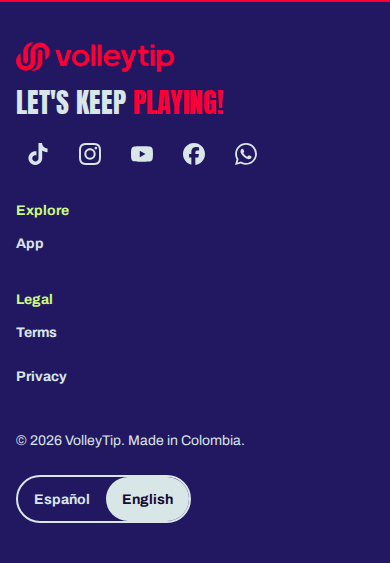 volleytip
LET'S KEEP PLAYING!
Explore
App
Legal
Terms
Privacy
© 2026 VolleyTip. Made in Colombia.
Español English